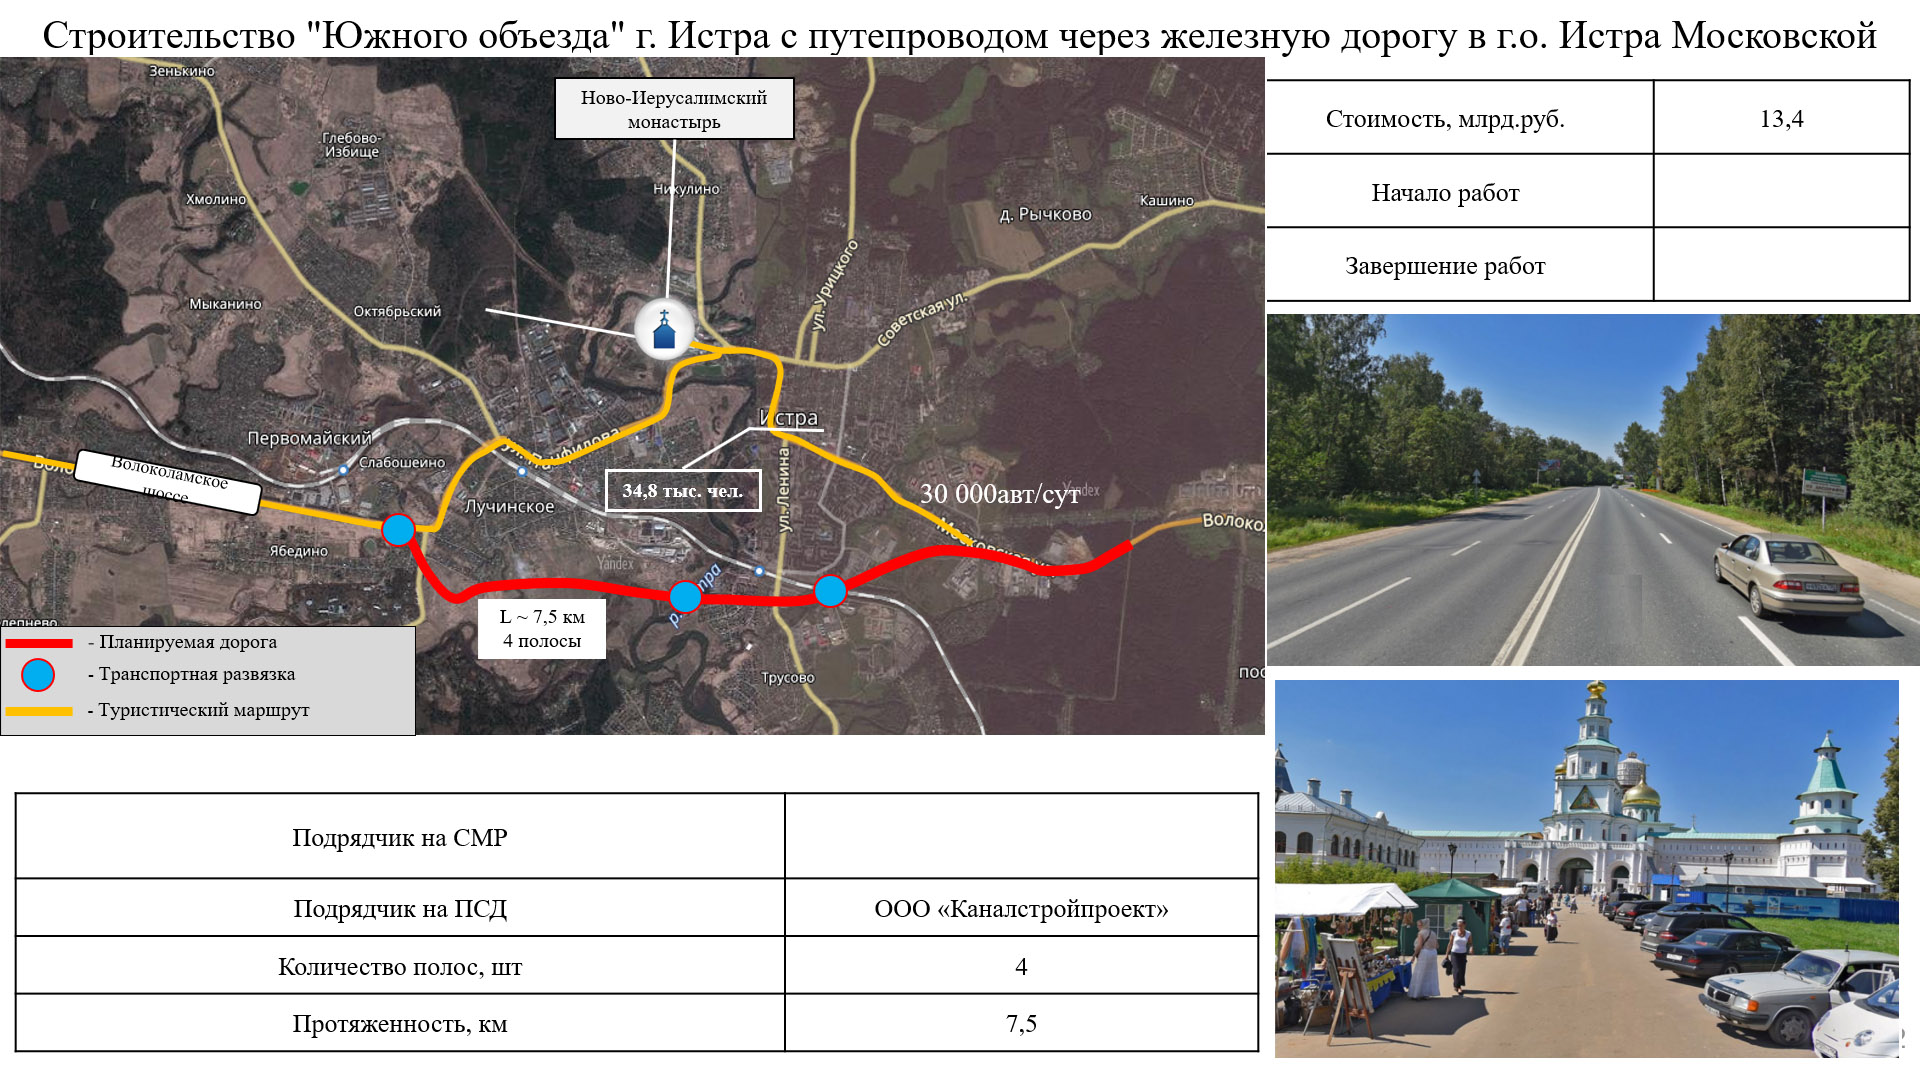 Строительство "Южного объезда" г. Истра с путепроводом через железную дорогу в г.о. Истра Московской
Зенькино
Ново-Иерусалимский
монастырь
Стоимость, млрд.руб.
13,4
Начало работ
Завершение работ
Глебово-
Избище
Хмолино
Никулино
д. Рычково
Кашино
ул. Урицкого
Советская ул.
Мыканино
Октябрьский
Истра
Первомайский
Слабошеино
ул. Панфилова
Волоколамское
шоссе
34,8 тыс. чел.
ул. Ленина
30 000авт/сут
Yandex
Лучинское
Московская ул.
Волоко
Ябедино
Yandex
L ~ 7,5 км
4 полосы
Трусово
- Планируемая дорога
- Транспортная развязка
- Туристический маршрут
Подрядчик на СМР
Подрядчик на ПСД
ООО «Каналстройпроект»
Количество полос, шт
4
Протяженность, км
7,5